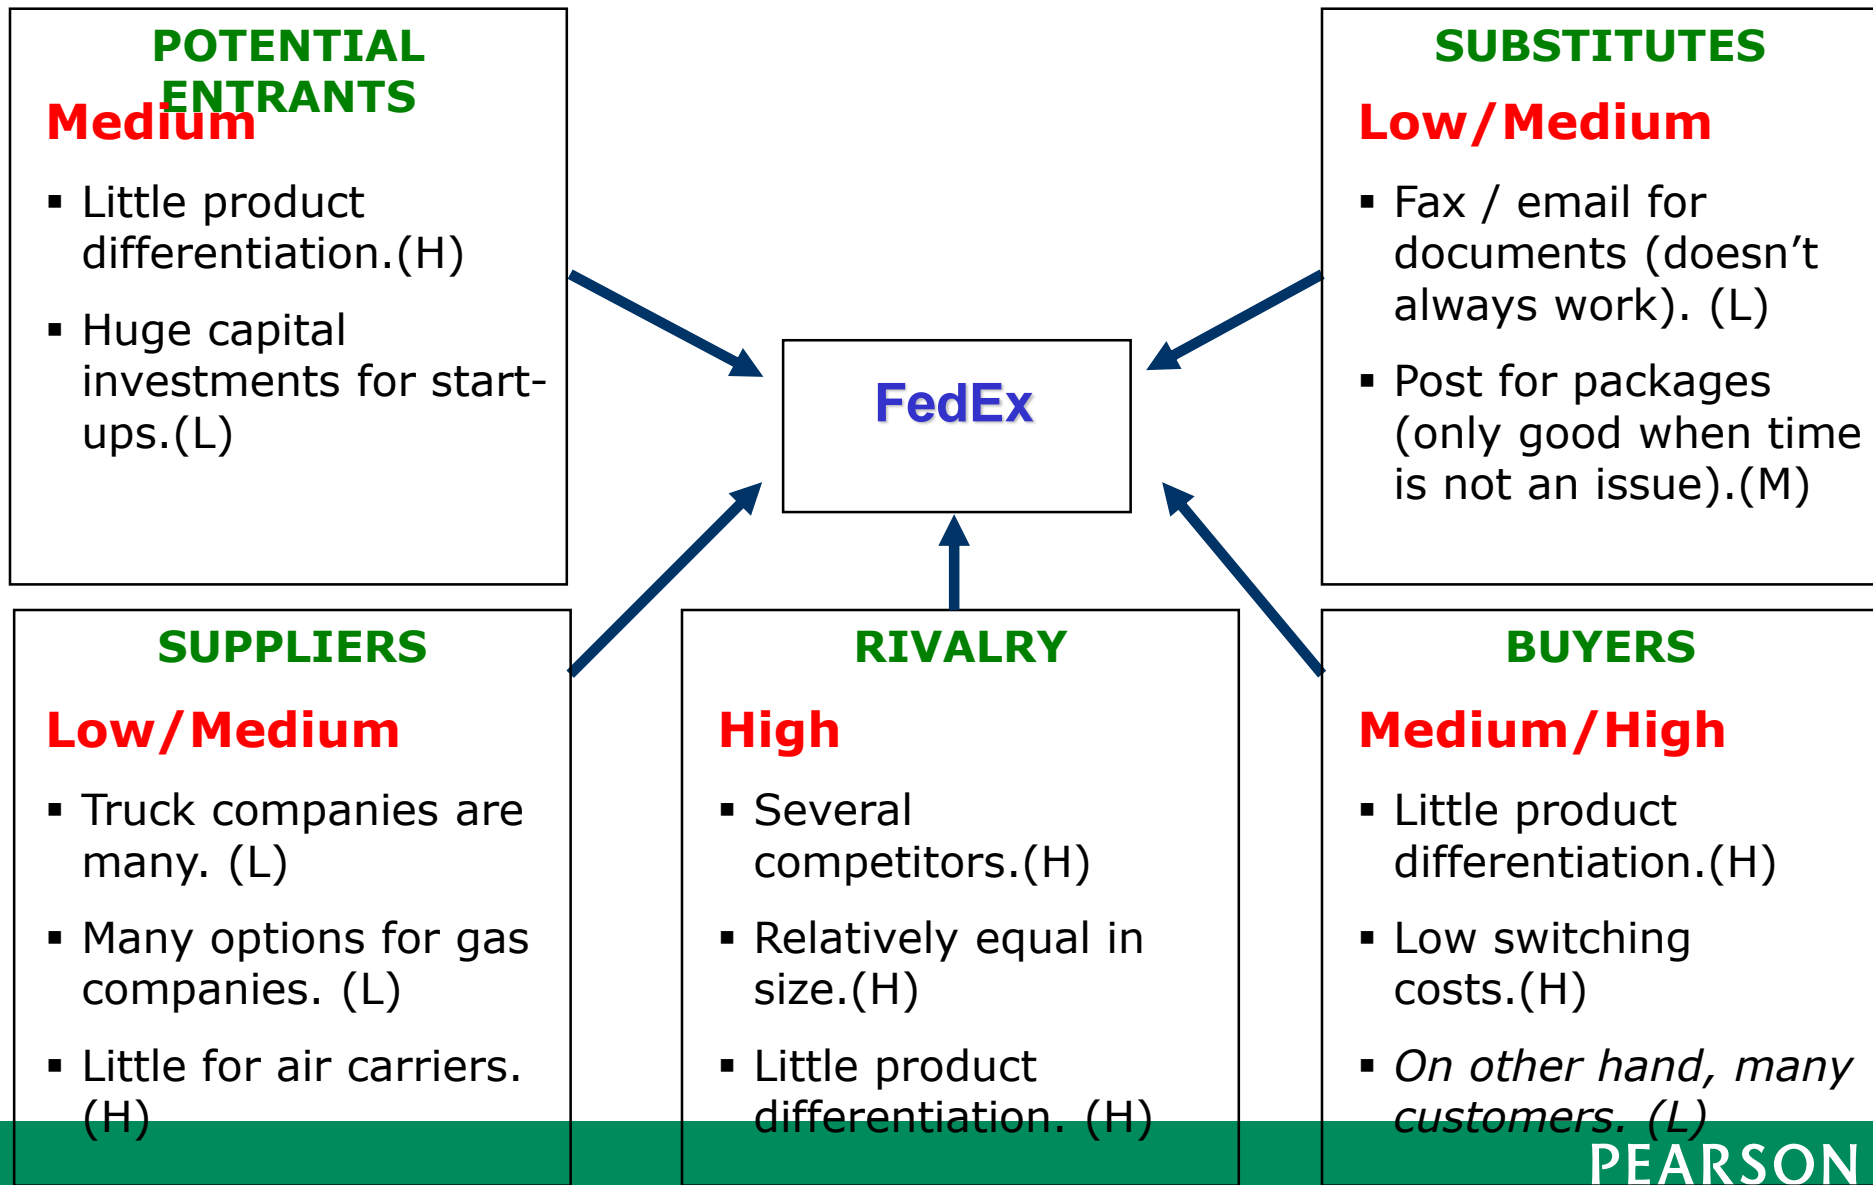 POTENTIAL
ENTRANTS
Medium
▪ Little product
differentiation.(H)
▪ Huge capital
investments for start-
ups.(L)
SUBSTITUTES
Low/Medium
▪ Fax / email for
documents (doesn’t
always work). (L)
▪ Post for packages
(only good when time
is not an issue).(M)
FedEx
SUPPLIERS
Low/Medium
▪ Truck companies are
many. (L)
▪ Many options for gas
companies. (L)
▪ Little for air carriers.
(H)
RIVALRY
High
▪ Several
competitors.(H)
▪ Relatively equal in
size.(H)
▪ Little product
differentiation. (H)
BUYERS
Medium/High
▪ Little product
differentiation.(H)
▪ Low switching
costs.(H)
▪ On other hand, many
customers. (L)
PEARSON